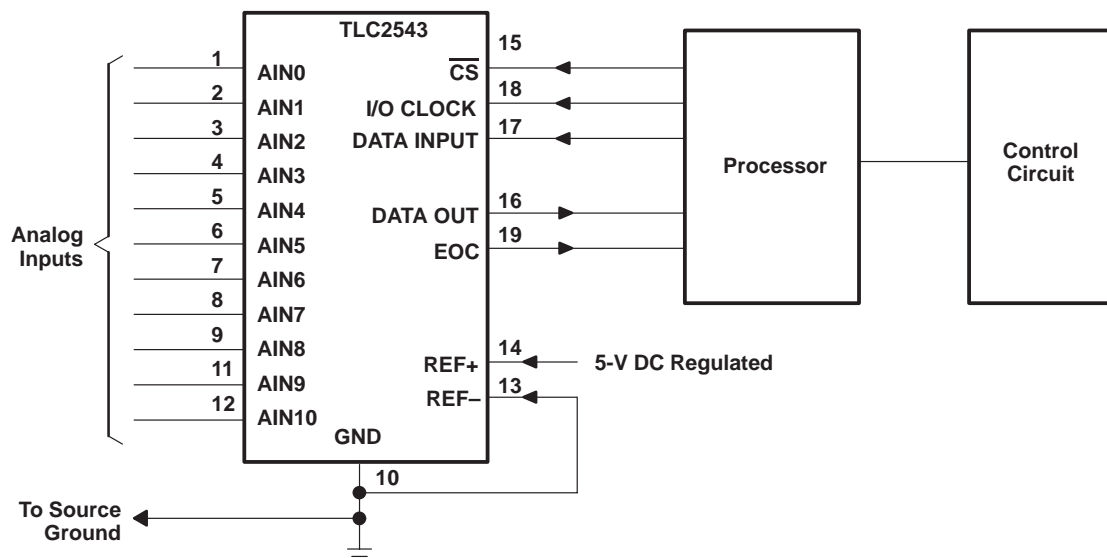 TLC2543
15
1
AIN0
CS
18
2
AIN1
I/O CLOCK
17
3
AIN2
DATA INPUT
4
AIN3
Processor
Control
Circuit
5
AIN4
16
DATA OUT
Analog
Inputs
6
AIN5
19
EOC
7
AIN6
8
AIN7
9
AIN8
14
REF+
5-V DC Regulated
11
AIN9
13
REF–
12
AIN10
GND
10
To Source
Ground